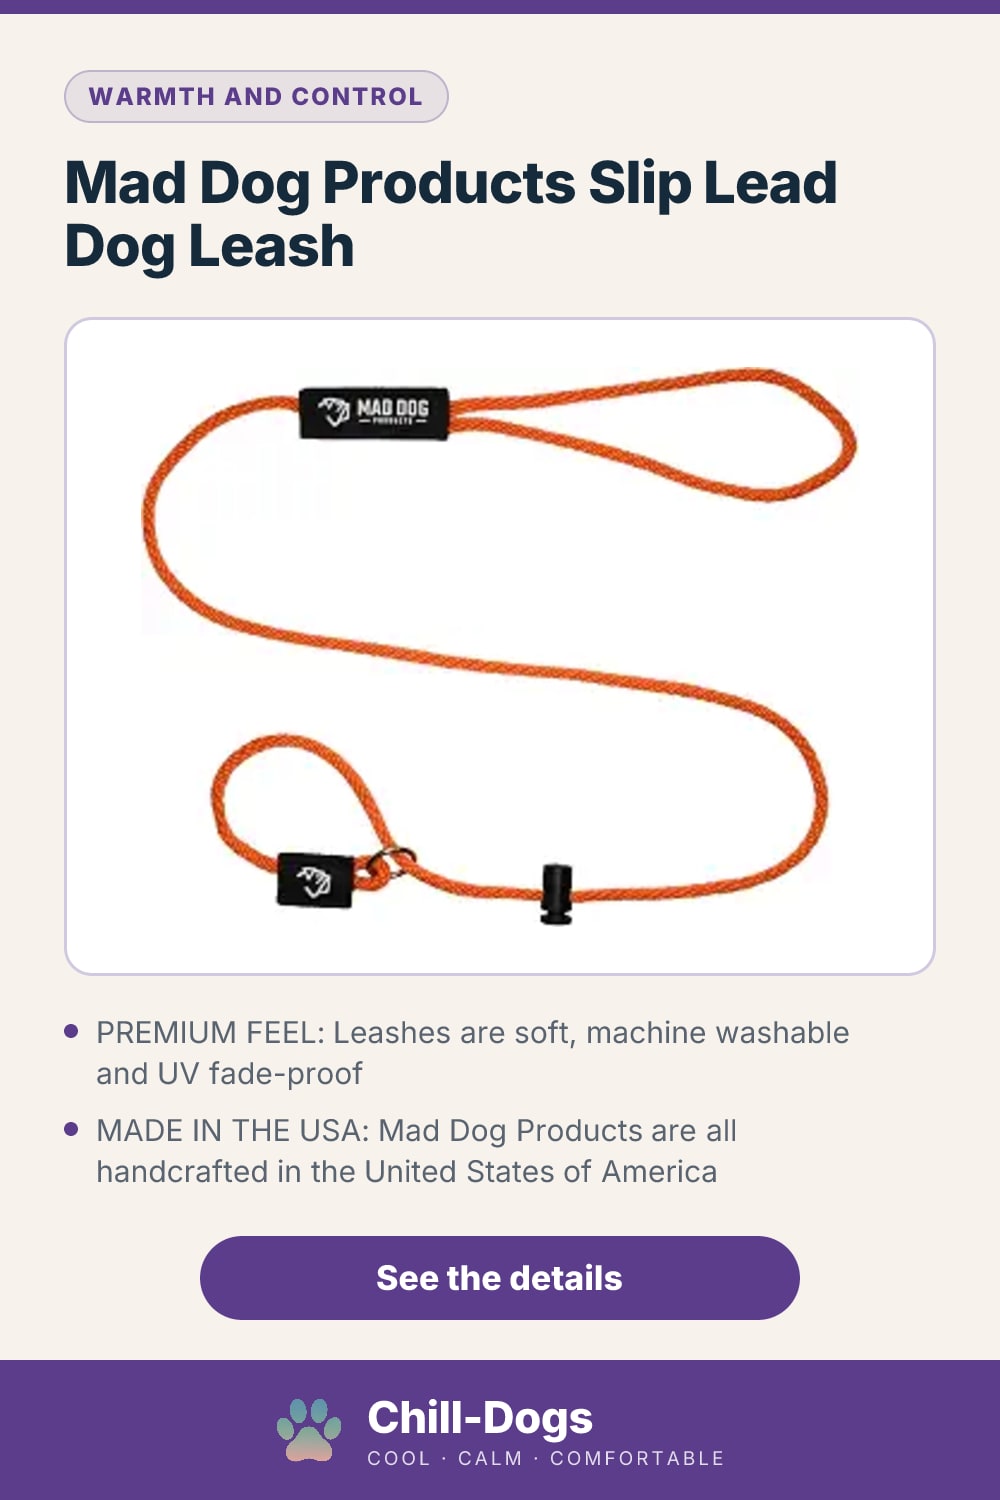 WARMTH AND CONTROL
Mad Dog Products Slip Lead
Dog Leash
MAD DOG
PRODUCTS
PREMIUM FEEL: Leashes are soft, machine washable
and UV fade-proof
MADE IN THE USA: Mad Dog Products are all
handcrafted in the United States of America
See the details
Chill-Dogs
COOL · CALM · COMFORTABLE